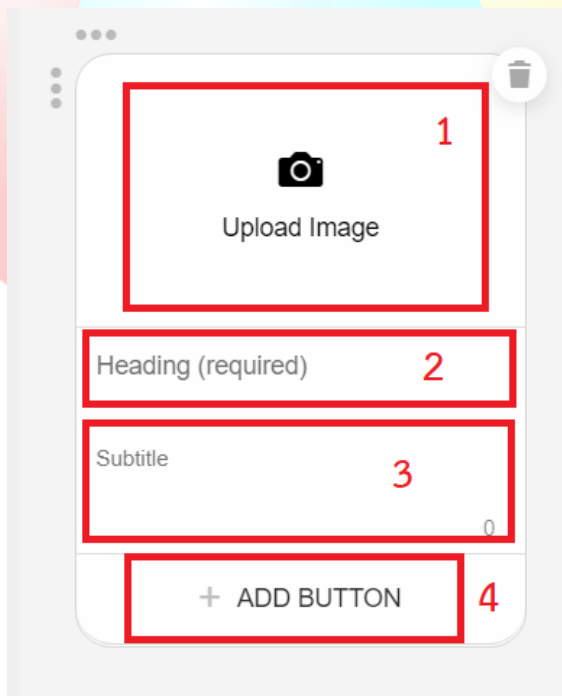 1
Upload Image
Heading (required) 2
Subtitle
3
0
+ ADD BUTTON 4